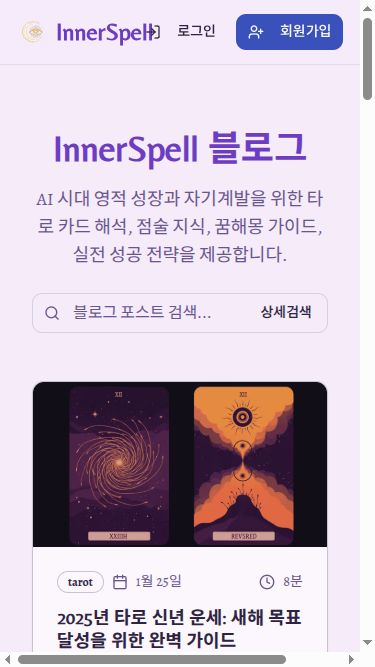 InnerSpell
로그인
회원가입
InnerSpell 블로그
AI 시대 영적 성장과 자기계발을 위한 타
로 카드 해석, 점술 지식, 꿈해몽 가이드,
실전 성공 전략을 제공합니다.
블로그 포스트 검색...
상세검색
XII
REVSRED
tarot
1월 25일
8분
2025년 타로 신년 운세: 새해 목표
달성을 위한 완벽 가이드